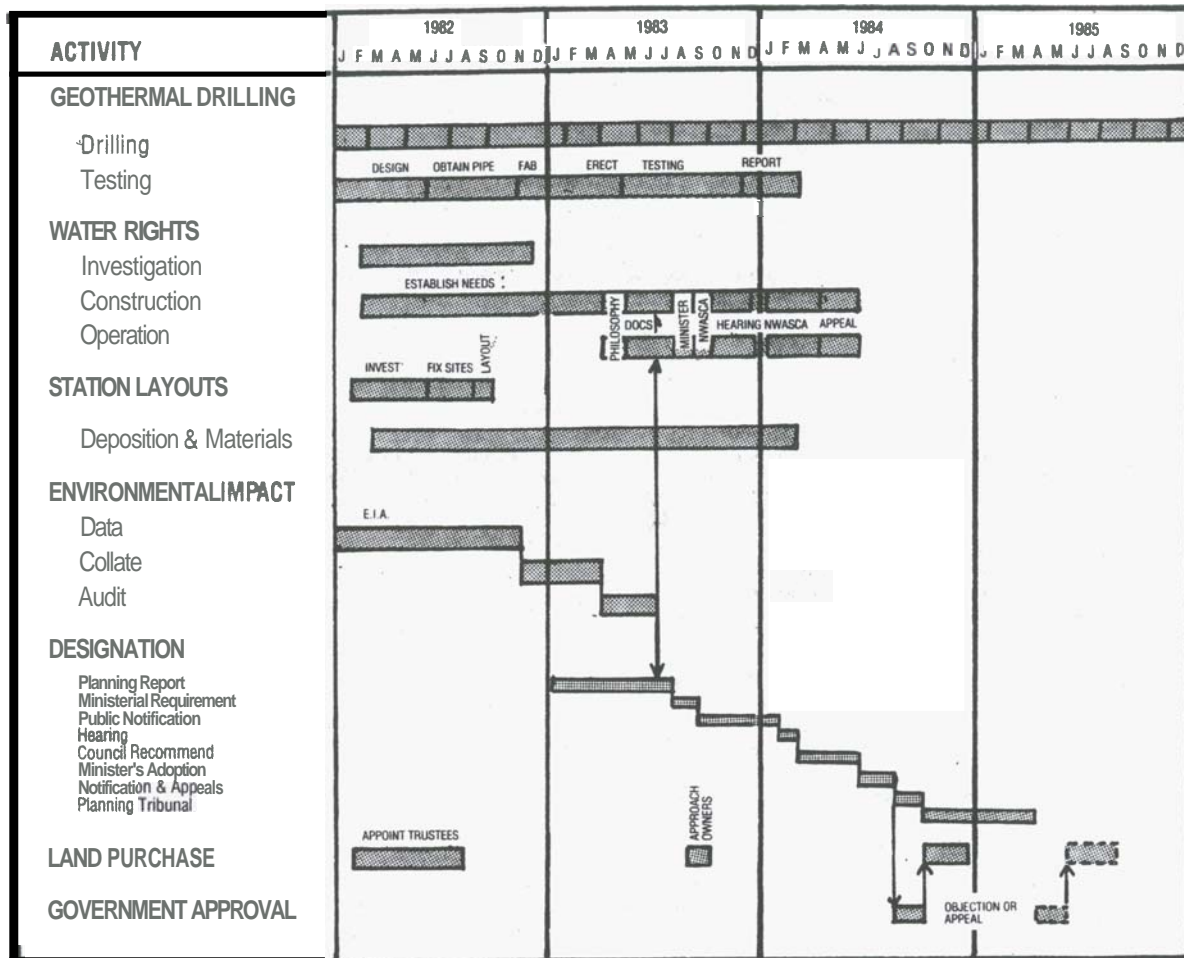 1982 1983 1984 1985
ACTIVITY
J F M A M J J A S O N D J F M A M J J A S O N D J F M A M J J A S O N D J F M A M J J A S O N D
GEOTHERMAL DRILLING
Drilling
DESIGN OBTAIN PIPE FAB ERECT TESTING REPORT
Testing
WATER RIGHTS
Investigation
ESTABLISH NEEDS :
Construction
PHILOSOPHY
DOCS
MINISTER
NWASCA
HEARING NWASCA APPEAL
Operation
INVEST FIX SITES LAYOUT
STATION LAYOUTS
Deposition & Materials
ENVIRONMENTAL IMPACT
E.I.A.
Data
Collate
Audit
DESIGNATION
Planning Report
Ministerial Requirement
Public Notification
Hearing
Council Recommend
Minister's Adoption
Notification & Appeals
Planning Tribunal
APPROACH
OWNERS
APPOINT TRUSTEES
LAND PURCHASE
OBJECTION OR
APPEAL
GOVERNMENT APPROVAL